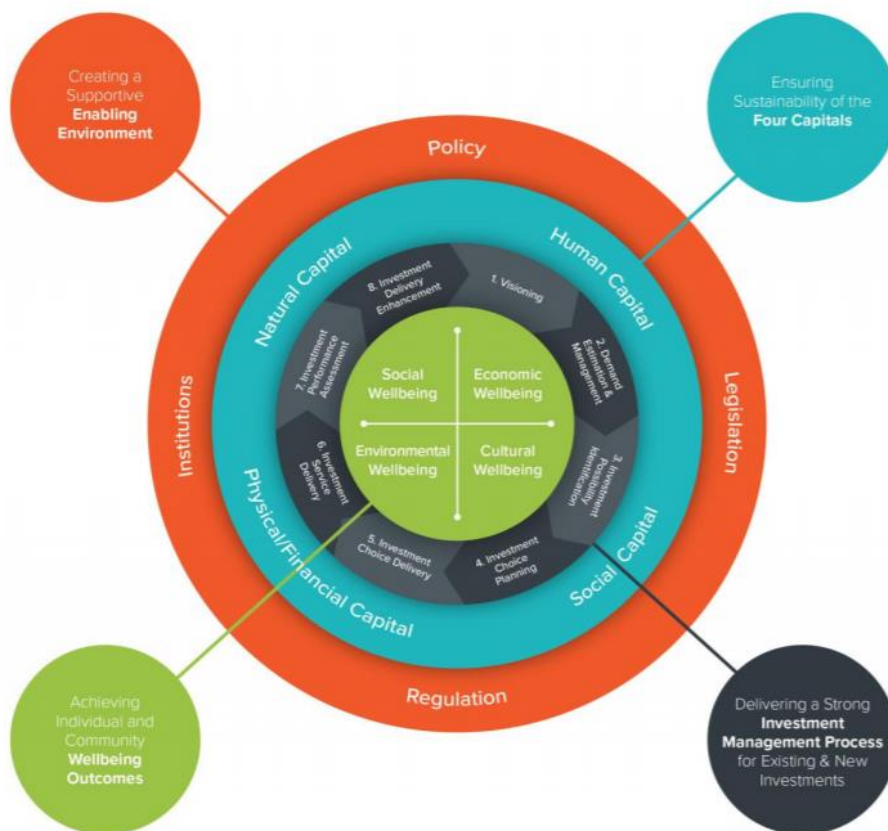 Creating a
Supportive
Enabling
Environment
Ensuring
Sustainability of the
Four Capitals
Policy
Legislation
Regulation
Institutions
Natural Capital
Human Capital
Social Capital
Physical/Financial Capital
1. Visioning
2. Demand
Estimation &
Management
3. Investment
Possibility
Identification
4. Investment
Choice
Planning
5. Investment
Choice Delivery
6. Investment
Service
Delivery
7. Investment
Performance
Assessment
8. Investment
Delivery
Enhancement
Social
Wellbeing
Economic
Wellbeing
Environmental
Wellbeing
Cultural
Wellbeing
Achieving
Individual and
Community
Wellbeing
Outcomes
Delivering a Strong
Investment
Management Process
for Existing & New
Investments